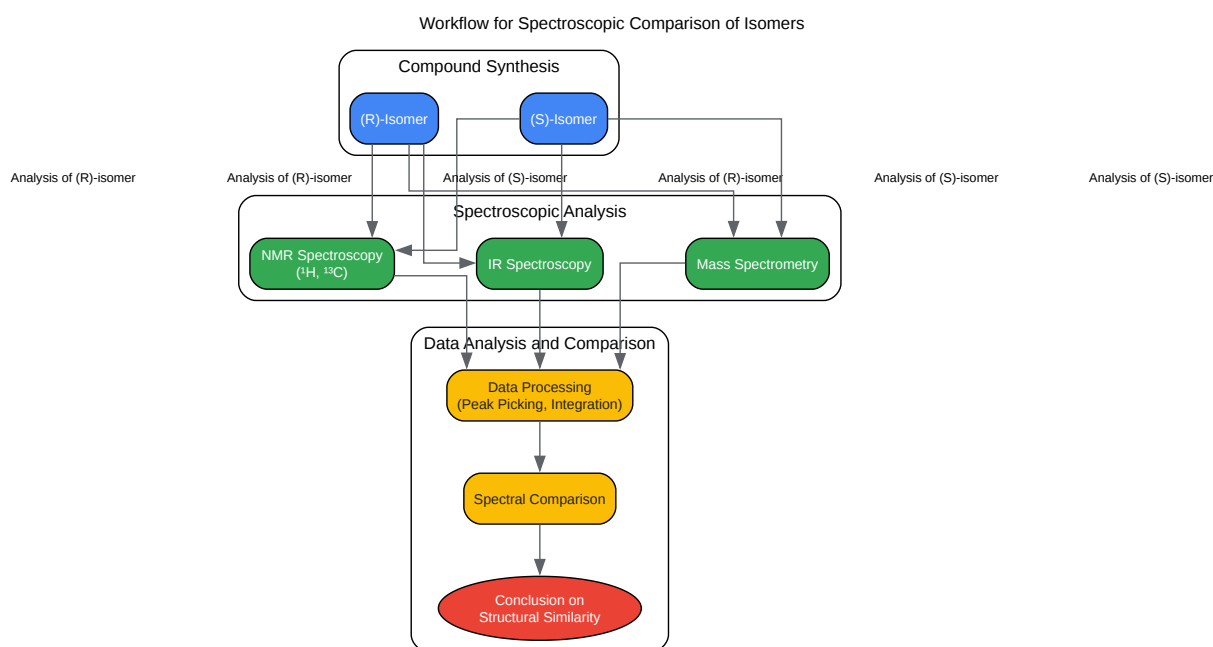 Workflow for Spectroscopic Comparison of Isomers
Compound Synthesis
(R)-Isomer
(S)-Isomer
Analysis of (R)-isomer
Analysis of (R)-isomer
Analysis of (S)-isomer
Analysis of (R)-isomer
Analysis of (S)-isomer
Analysis of (S)-isomer
Spectroscopic Analysis
NMR Spectroscopy
(¹H, ¹³C)
IR Spectroscopy
Mass Spectrometry
Data Analysis and Comparison
Data Processing
(Peak Picking, Integration)
Spectral Comparison
Conclusion on
Structural Similarity